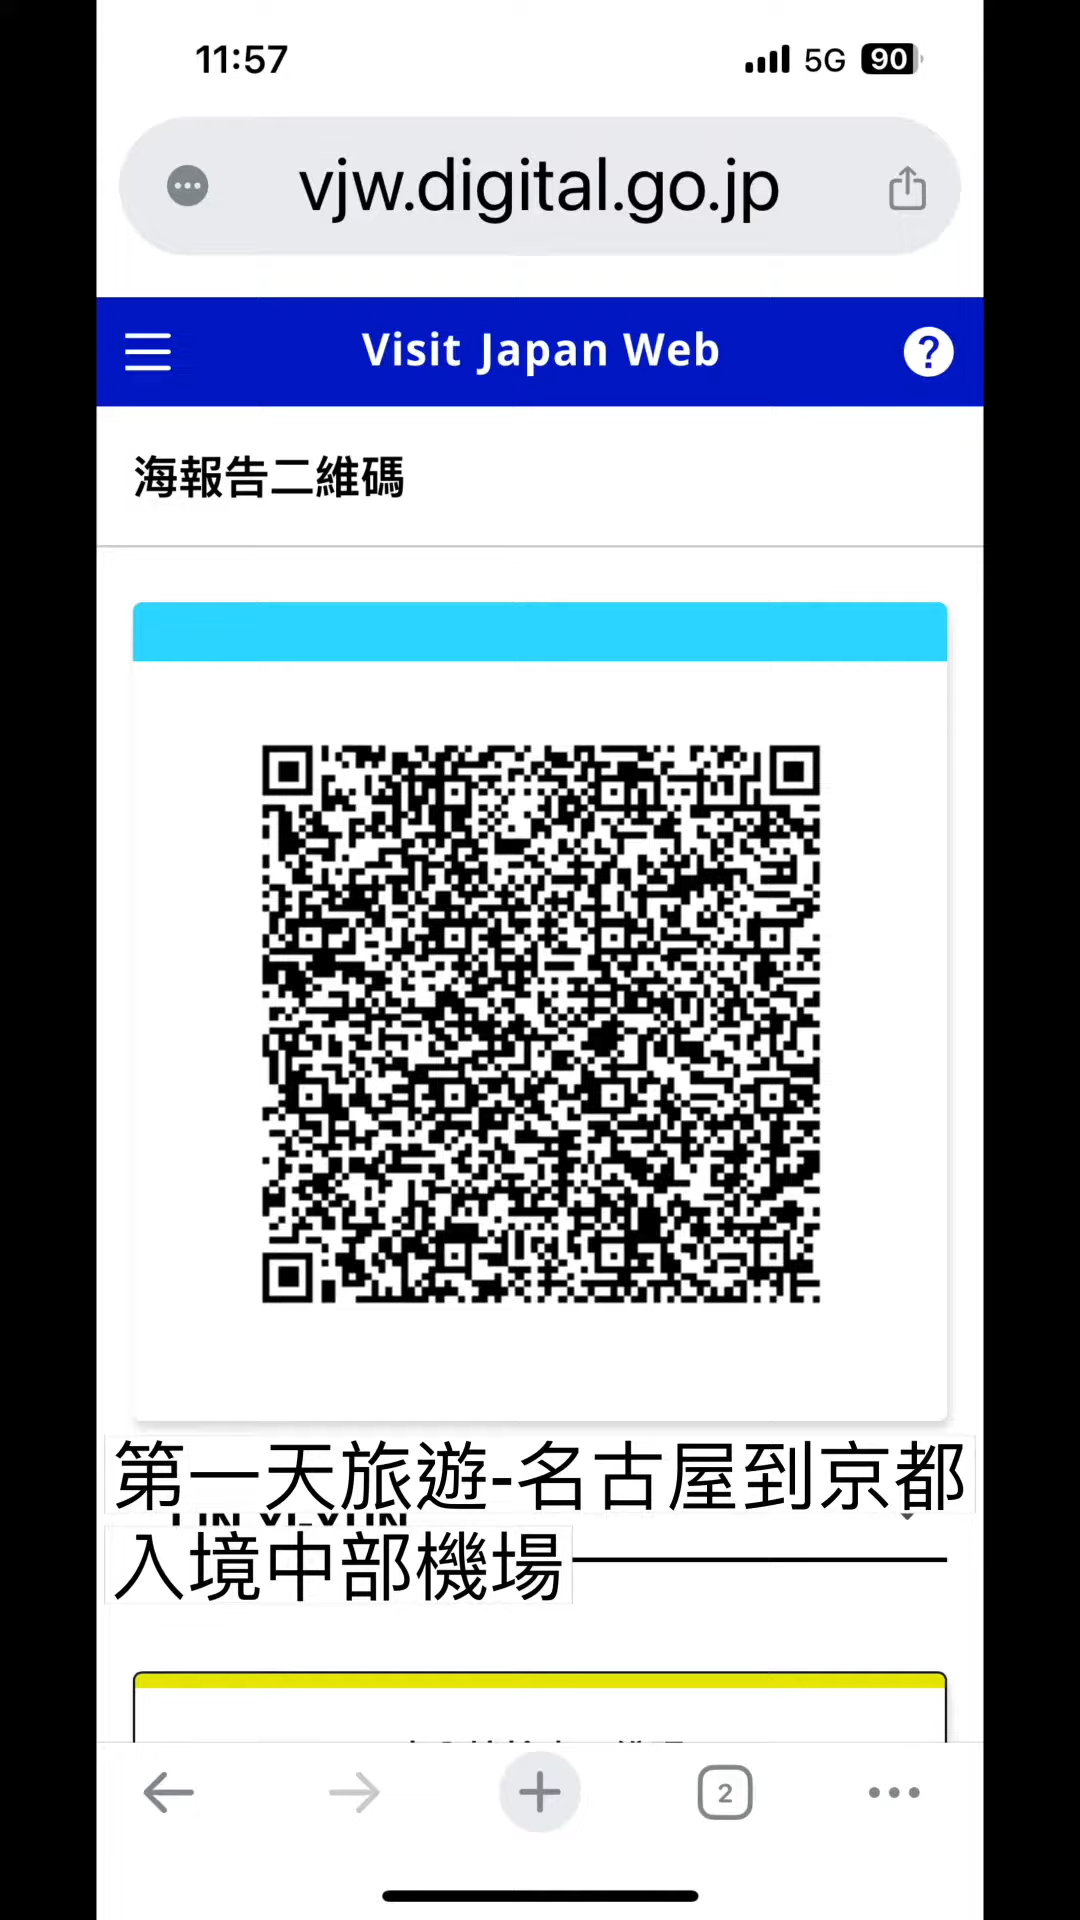 11:57
5G 90
vjw.digital.go.jp
Visit Japan Web
?
海報告二維碼
第一天旅遊-名古屋到京都
入境中部機場
2